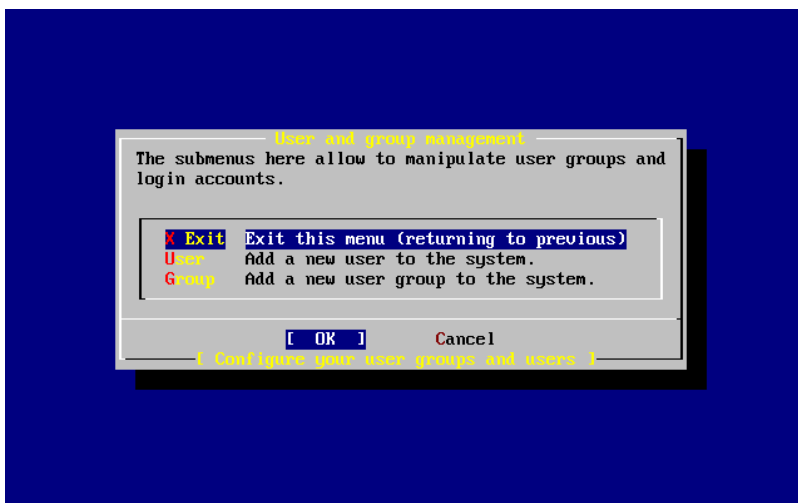 User and group management
The submenus here allow to manipulate user groups and
login accounts.
X Exit Exit this menu (returning to previous)
User Add a new user to the system.
Group Add a new user group to the system.
[ OK ] Cancel
[ Configure your user groups and users ]